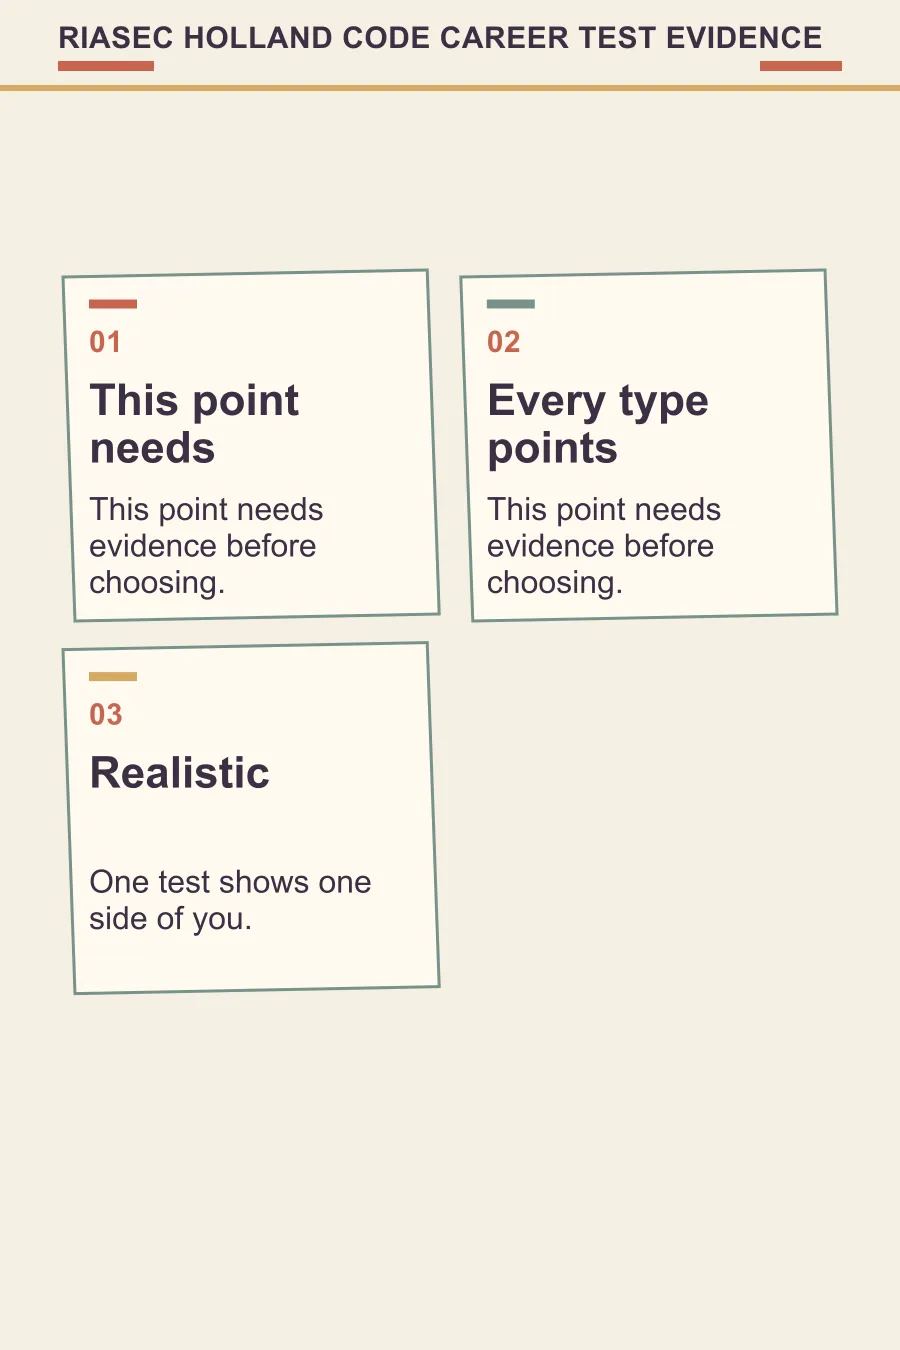 RIASEC HOLLAND CODE CAREER TEST EVIDENCE
01
This point
needs
This point needs
evidence before
choosing.
02
Every type
points
This point needs
evidence before
choosing.
03
Realistic
One test shows one
side of you.